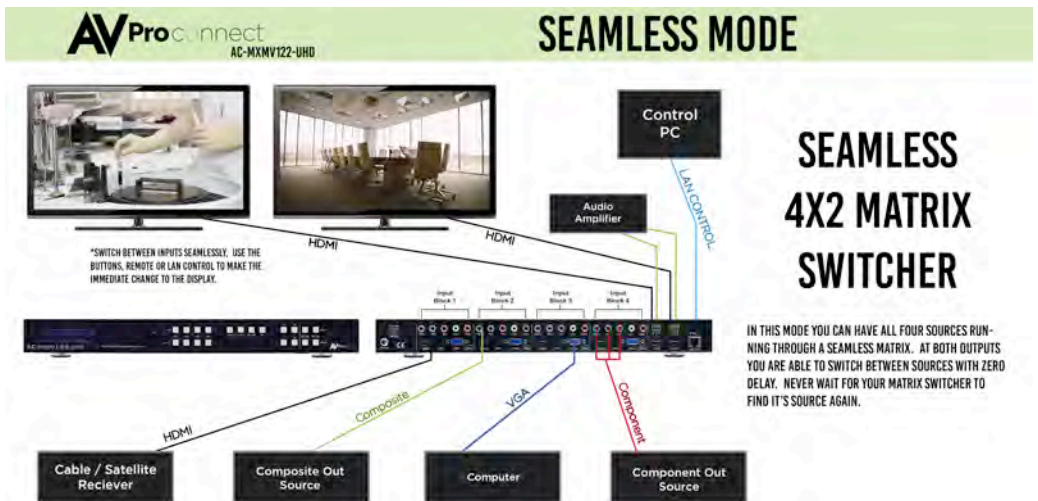 AVProconnect
AC-MXMV122-UHD
SEAMLESS MODE
Control
PC
LAN CONTROL
Audio
Amplifier
HDMI
HDMI
*SWITCH BETWEEN INPUTS SEAMLESSLY, USE THE
BUTTONS, REMOTE OR LAN CONTROL TO MAKE THE
IMMEDIATE CHANGE TO THE DISPLAY.
SEAMLESS
4X2 MATRIX
SWITCHER
Input
Block 1
Input
Block 2
Input
Block 3
Input
Block 4
IN THIS MODE YOU CAN HAVE ALL FOUR SOURCES RUN-
NING THROUGH A SEAMLESS MATRIX. AT BOTH OUTPUTS
YOU ARE ABLE TO SWITCH BETWEEN SOURCES WITH ZERO
DELAY. NEVER WAIT FOR YOUR MATRIX SWITCHER TO
FIND IT'S SOURCE AGAIN.
HDMI
Composite
VGA
Component
Cable / Satellite
Reciever
Composite Out
Source
Computer
Component Out
Source